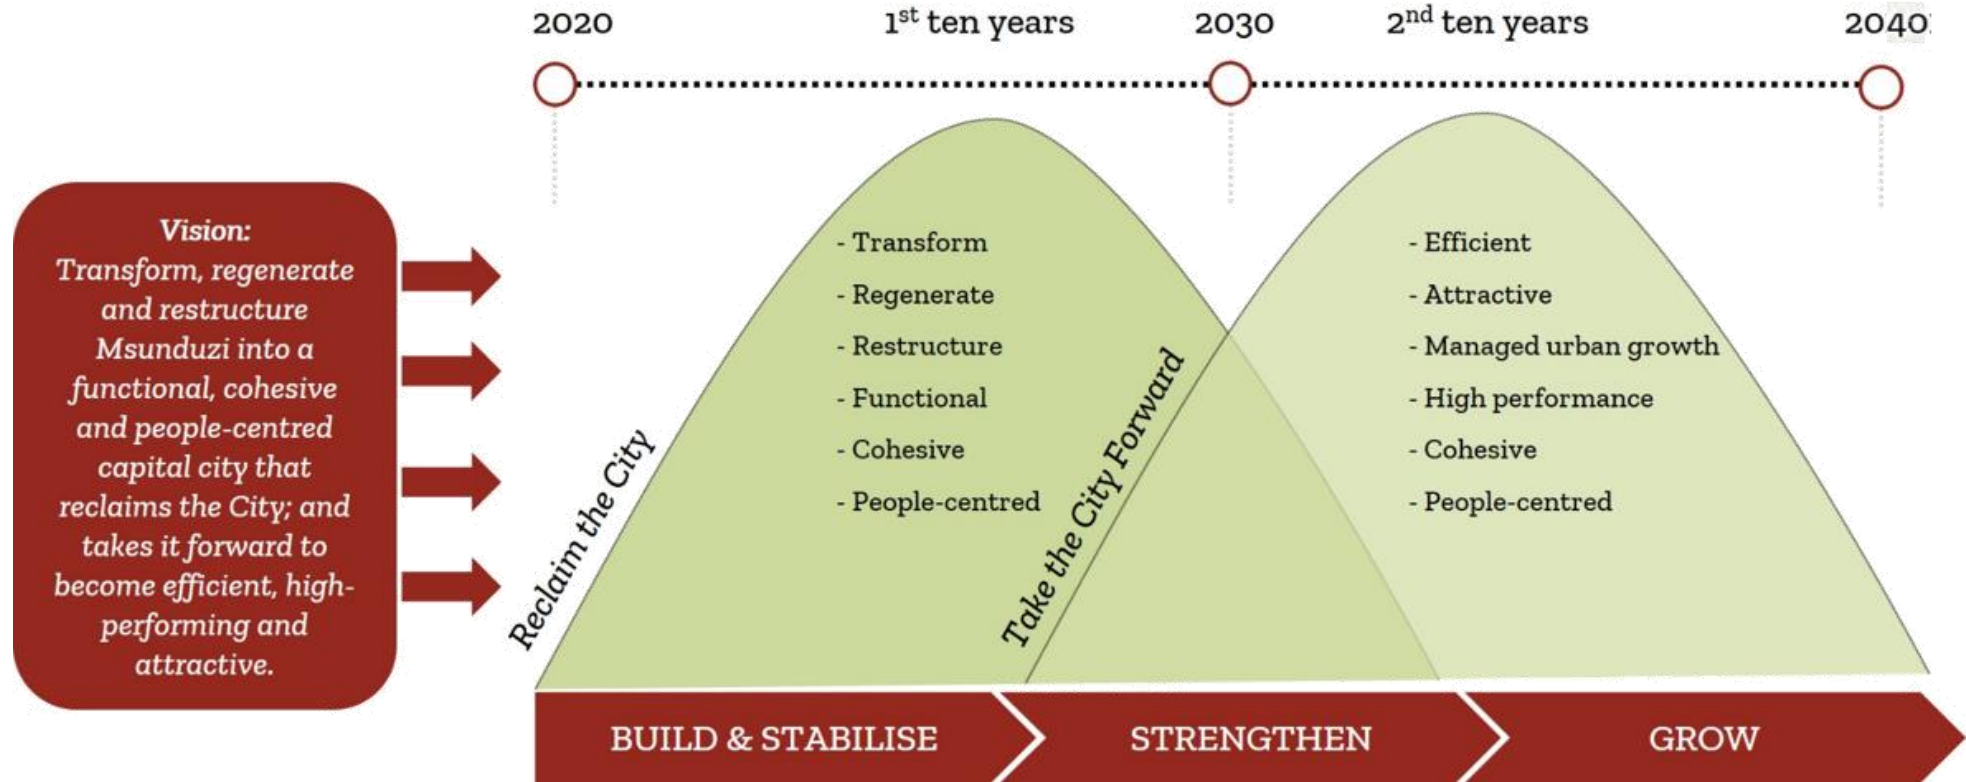 2020 1st ten years 2030 2nd ten years 2040
Vision:
Transform, regenerate
and restructure
Msunduzi into a
functional, cohesive
and people-centred
capital city that
reclaims the City; and
takes it forward to
become efficient, high-
performing and
attractive.
Reclaim the City
- Transform
- Regenerate
- Restructure
- Functional
- Cohesive
- People-centred
Take the City Forward
- Efficient
- Attractive
- Managed urban growth
- High performance
- Cohesive
- People-centred
BUILD & STABILISE
STRENGTHEN
GROW